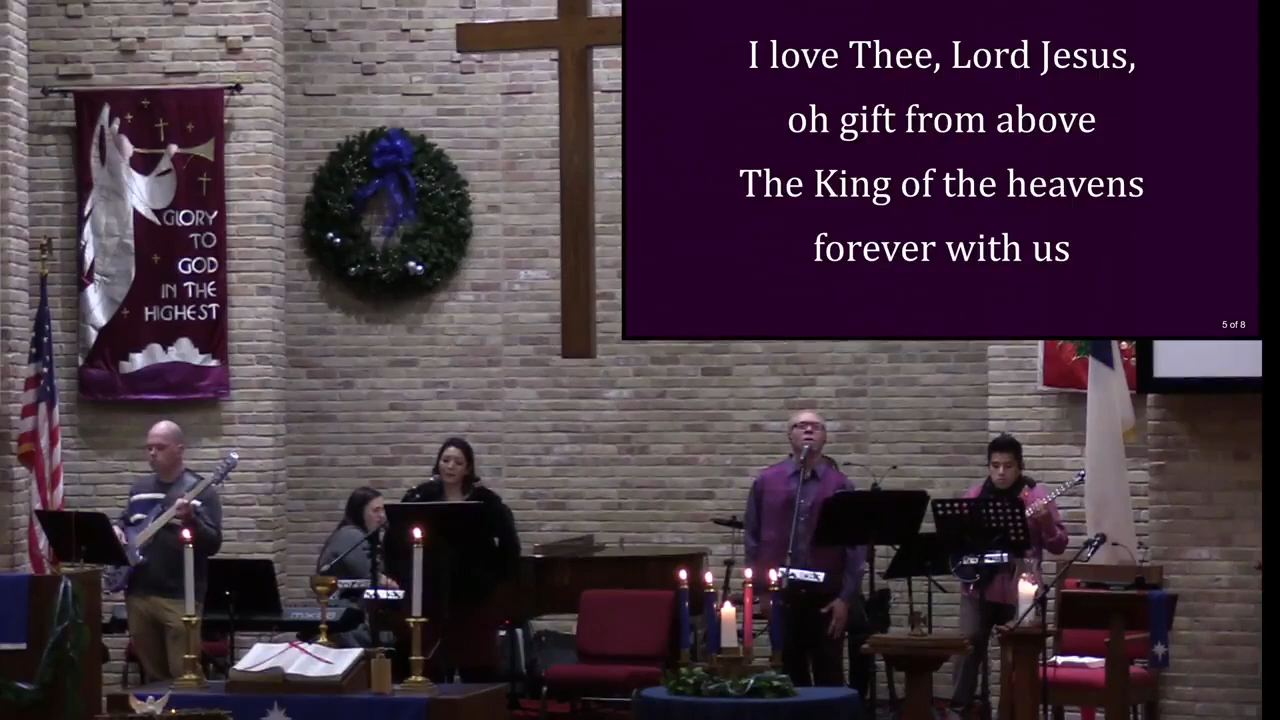 I love Thee, Lord Jesus,
oh gift from above
The King of the heavens
forever with us
5 of 8
GLORY
TO
GOD
IN THE
HIGHEST